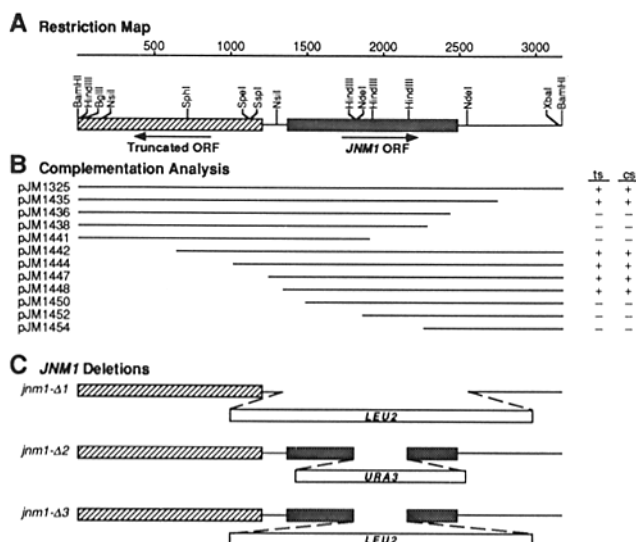 A Restriction Map
500 1000 1500 2000 2500 3000
BamHI HindIII BglII NsiI SphI SpeI SspI NsiI HindIII NdeI HindIII HindIII NdeI XbaI BamHI
Truncated ORF JNM1 ORF
B Complementation Analysis ts cs
pJM1325 + +
pJM1435 + +
pJM1436 – –
pJM1438 – –
pJM1441 – –
pJM1442 + +
pJM1444 + +
pJM1447 + +
pJM1448 + +
pJM1450 – –
pJM1452 – –
pJM1454 – –
C JNM1 Deletions
jnm1-Δ1
LEU2
jnm1-Δ2
URA3
jnm1-Δ3
LEU2